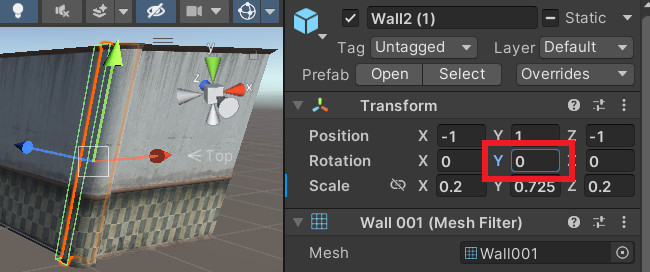 Wall2 (1)
Static
Tag Untagged Layer Default
Prefab Open Select Overrides
Transform
Position X -1 Y 1 Z -1
Rotation X 0 Y 0 Z 0
Scale X 0.2 Y 0.725 Z 0.2
Wall 001 (Mesh Filter)
Mesh Wall001
y
z
x
Top